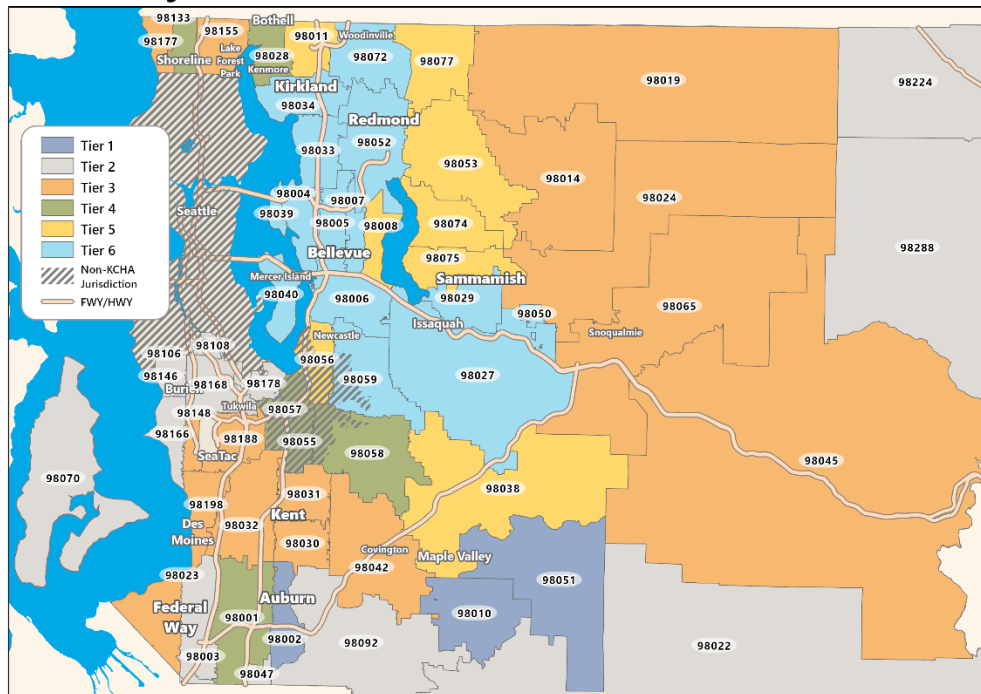 98133
Bothell
98177
98155
98011
Woodinville
98072
98077
98019
98224
Shoreline
Lake
Forest
Park
98028
Kenmore
Kirkland
98034
Redmond
98052
98033
98053
98014
98024
98004
98039
98007
98005
98008
98074
98075
98288
Seattle
Bellevue
Sammamish
Mercer Island
98040
98006
98029
98050
98065
Issaquah
Snoqualmie
Newcastle
98056
98059
98027
98106
98108
98146
98168
98178
Burien
Tukwila
98148
98057
98166
98188
98055
SeaTac
98058
98045
98070
98198
98031
98038
Kent
Des
Moines
98032
98030
Covington
98042
Maple Valley
98051
98023
Federal
Way
98001
Auburn
98002
98010
98092
98022
98003
98047
Tier 1
Tier 2
Tier 3
Tier 4
Tier 5
Tier 6
Non-KCHA
Jurisdiction
FWY/HWY